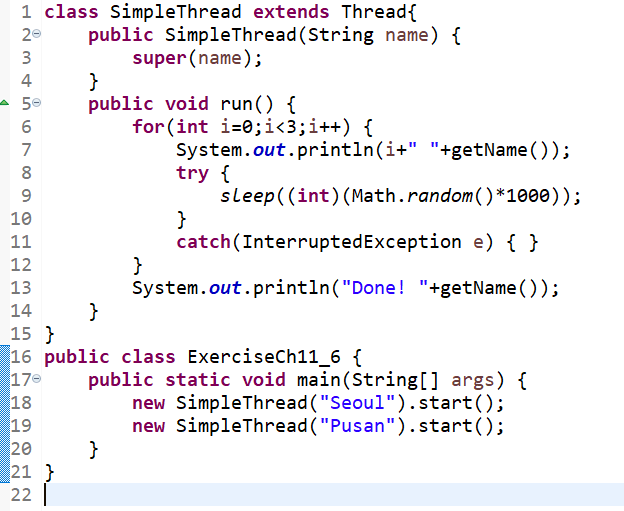 1 class SimpleThread extends Thread{
2 public SimpleThread(String name) {
3 super(name);
4 }
5 public void run() {
6 for(int i=0;i<3;i++) {
7 System.out.println(i+" "+getName());
8 try {
9 sleep((int)(Math.random()*1000));
10 }
11 catch(InterruptedException e) { }
12 }
13 System.out.println("Done! "+getName());
14 }
15 }
16 public class ExerciseCh11_6 {
17 public static void main(String[] args) {
18 new SimpleThread("Seoul").start();
19 new SimpleThread("Pusan").start();
20 }
21 }
22